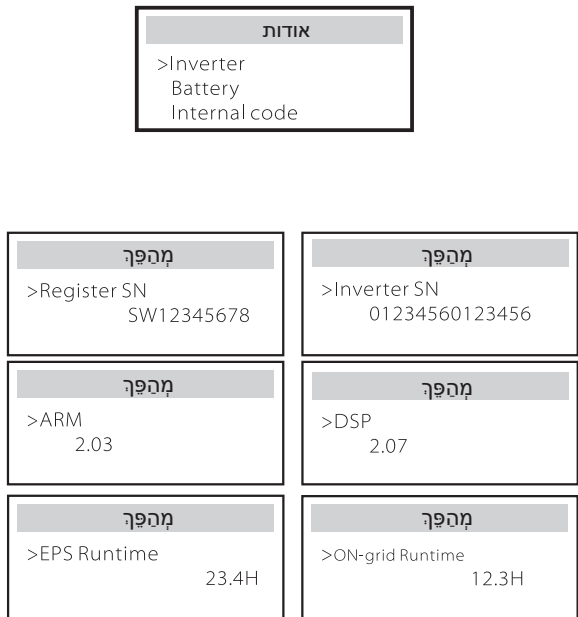 אודות
>Inverter
Battery
Internal code
מְהַפֵּךְ
>Register SN
SW12345678
מְהַפֵּךְ
>Inverter SN
01234560123456
מְהַפֵּךְ
>ARM
2.03
מְהַפֵּךְ
>DSP
2.07
מְהַפֵּךְ
>EPS Runtime
23.4H
מְהַפֵּךְ
>ON-grid Runtime
12.3H